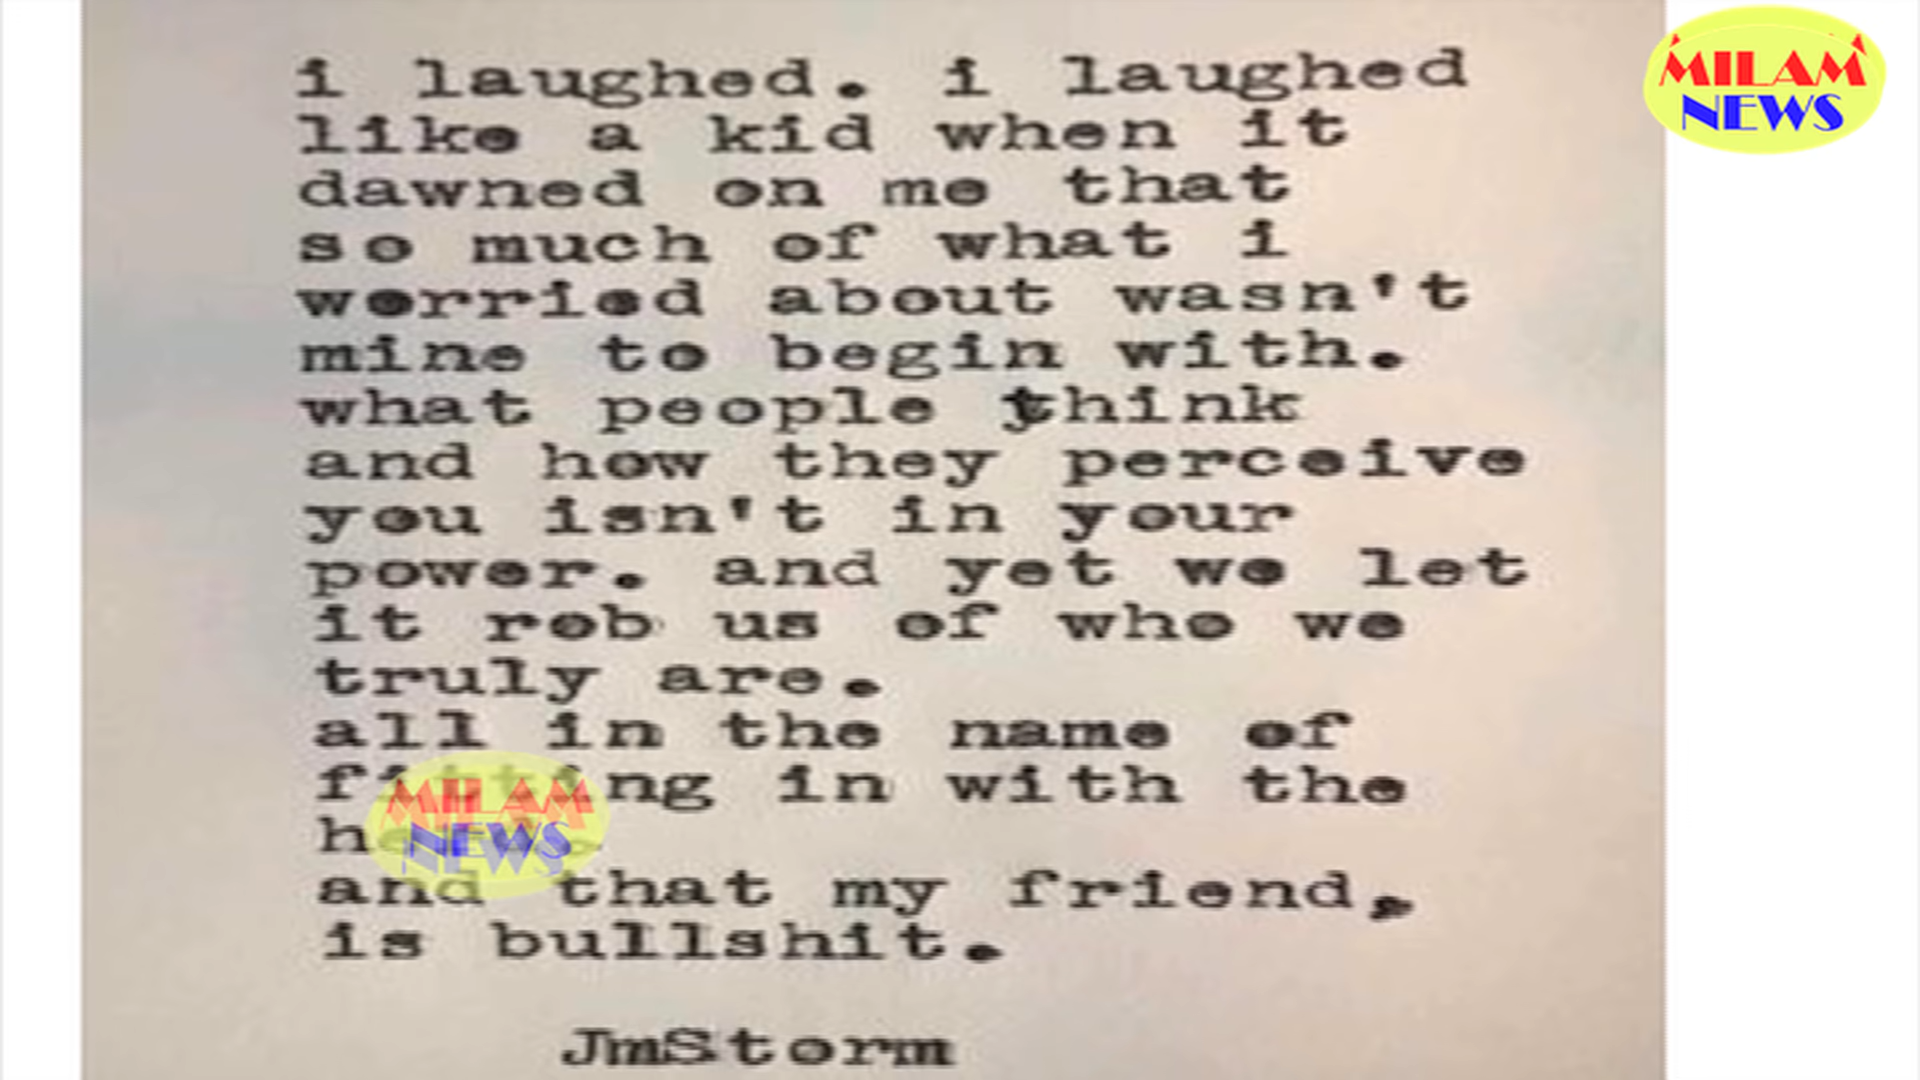 i laughed. i laughed
like a kid when it
dawned on me that
so much of what i
worried about wasn't
mine to begin with.
what people think
and how they perceive
you isn't in your
power. and yet we let
it rob us of who we
truly are.
all in the name of
fitting in with the
and that my friend,
is bullshit.
JmStorm
MILAM
NEWS
MILAM
NEWS